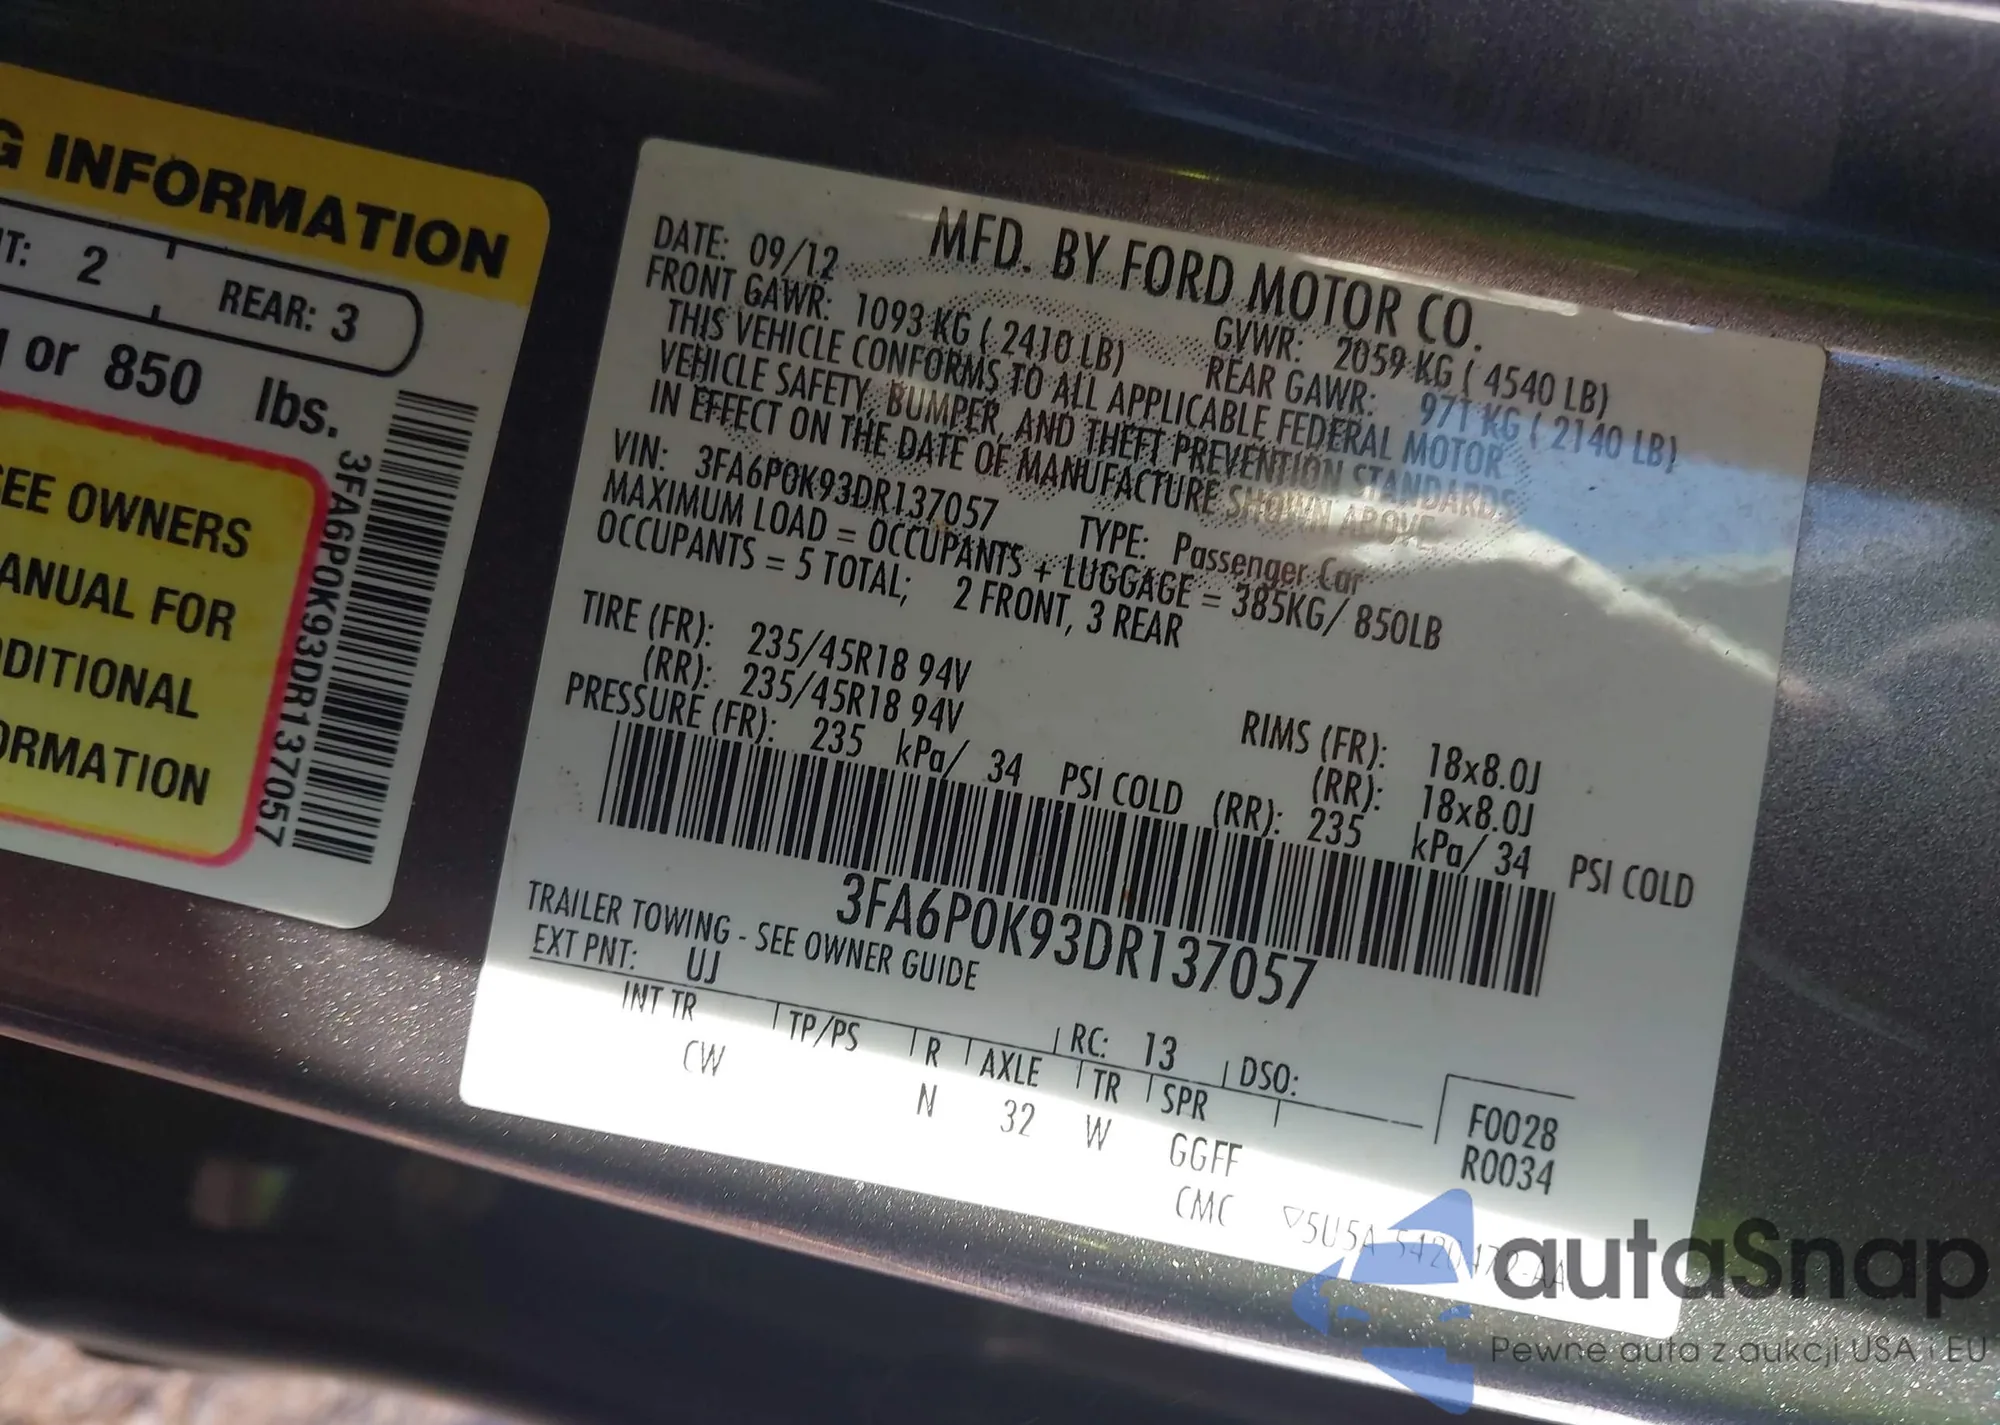 G INFORMATION
T: 2 REAR: 3
or 850 lbs.
EE OWNERS
ANUAL FOR
DITIONAL
ORMATION
3FA6P0K93DR137057
MFD. BY FORD MOTOR CO.
DATE: 09/12 GVWR: 2059 KG ( 4540 LB)
FRONT GAWR: 1093 KG ( 2410 LB) REAR GAWR: 971 KG ( 2140 LB)
THIS VEHICLE CONFORMS TO ALL APPLICABLE FEDERAL MOTOR
VEHICLE SAFETY, BUMPER, AND THEFT PREVENTION STANDARDS
IN EFFECT ON THE DATE OF MANUFACTURE SHOWN ABOVE.
VIN: 3FA6P0K93DR137057 TYPE: Passenger Car
MAXIMUM LOAD = OCCUPANTS + LUGGAGE = 385KG/ 850LB
OCCUPANTS = 5 TOTAL; 2 FRONT, 3 REAR
TIRE (FR): 235/45R18 94V RIMS (FR): 18x8.0J
(RR): 235/45R18 94V (RR): 18x8.0J
PRESSURE (FR): 235 kPa/ 34 PSI COLD (RR): 235 kPa/ 34 PSI COLD
3FA6P0K93DR137057
TRAILER TOWING - SEE OWNER GUIDE
EXT PNT: UJ RC: 13 DSO:
INT TR TP/PS R AXLE TR SPR F0028
CW N 32 W GGFF R0034
CMC
▽5U5A 5420472-AA
autaSnap
Pewne auta z aukcji USA i EU